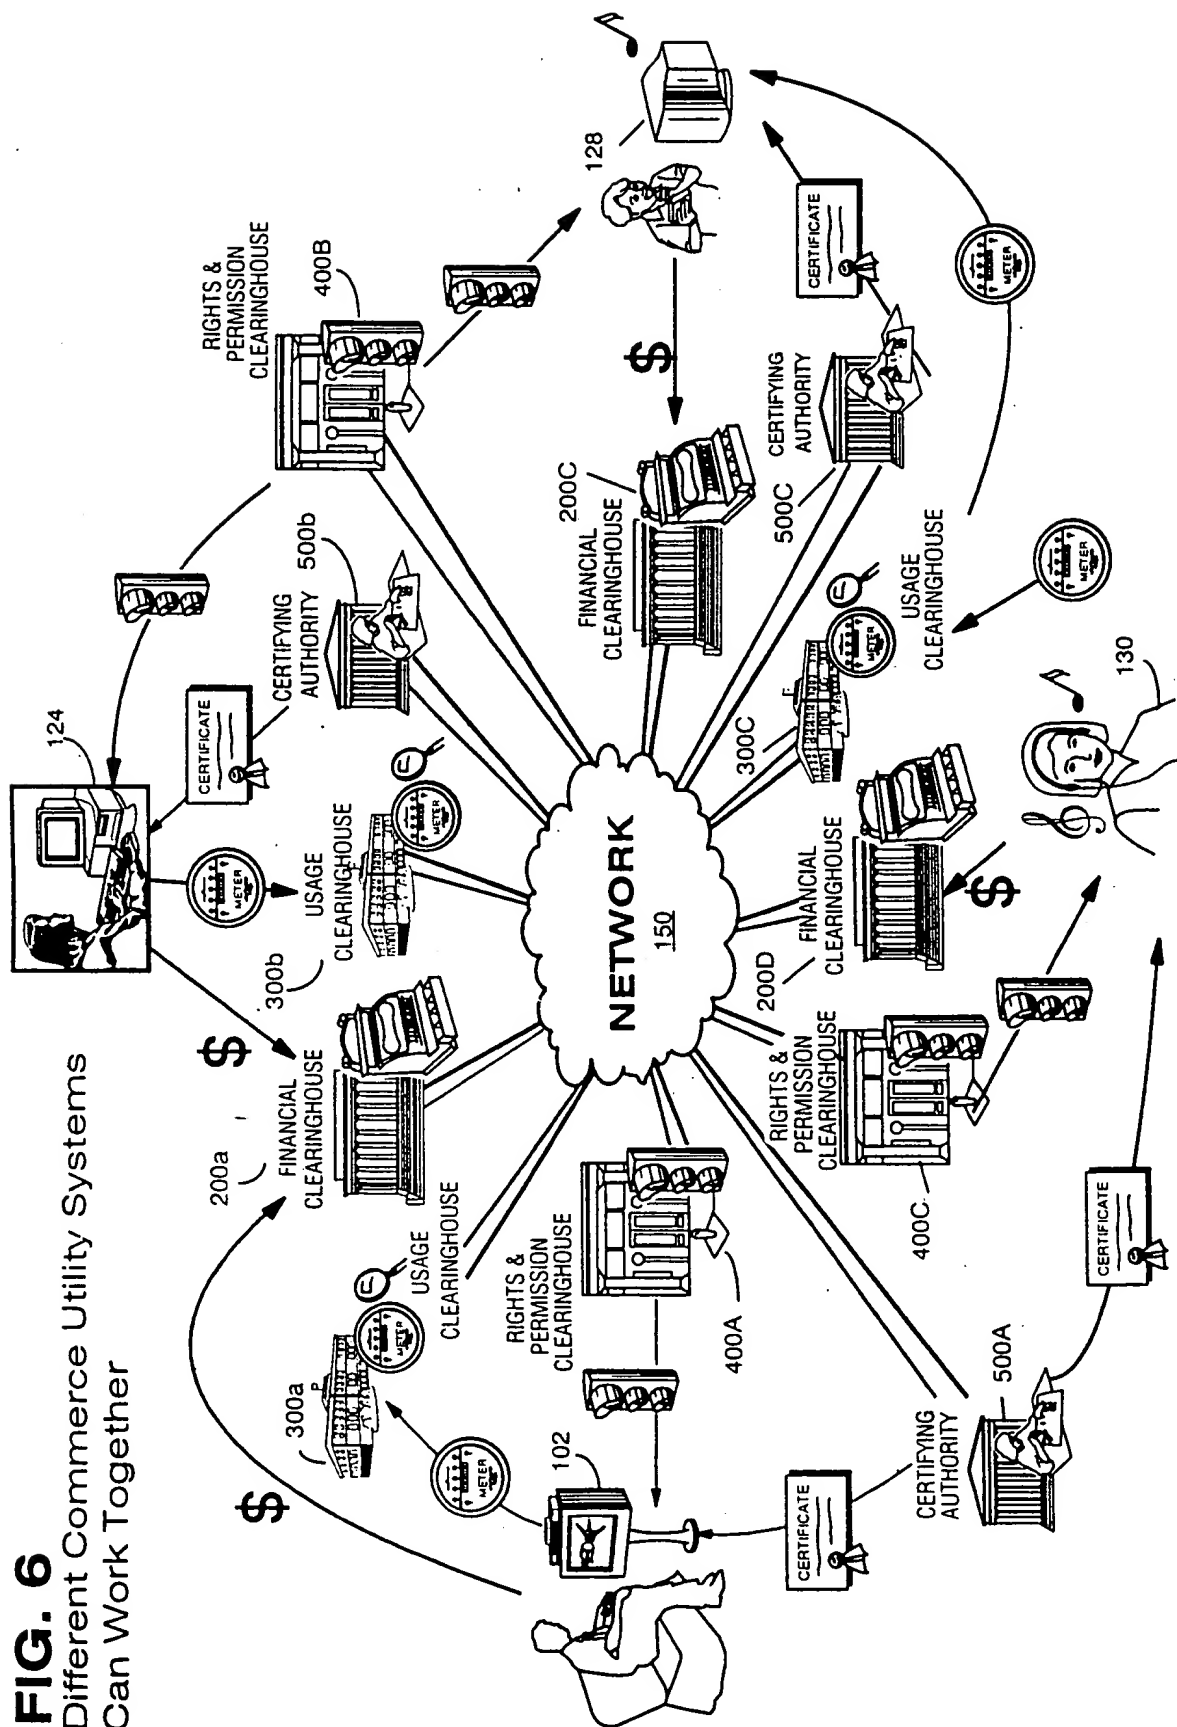 FIG. 6
Different Commerce Utility Systems
Can Work Together
124
CERTIFICATE
METER
$
200a
FINANCIAL
CLEARINGHOUSE
300b
USAGE
CLEARINGHOUSE
METER
CERTIFYING
AUTHORITY
500b
RIGHTS &
PERMISSION
CLEARINGHOUSE
400B
$
300a
METER
USAGE
CLEARINGHOUSE
METER
102
RIGHTS &
PERMISSION
CLEARINGHOUSE
400A
NETWORK
150
FINANCIAL
CLEARINGHOUSE
200C
$
128
CERTIFYING
AUTHORITY
500C
CERTIFICATE
METER
300C
METER
USAGE
CLEARINGHOUSE
METER
200D
FINANCIAL
CLEARINGHOUSE
$
130
RIGHTS &
PERMISSION
CLEARINGHOUSE
400C
CERTIFYING
AUTHORITY
500A
CERTIFICATE
CERTIFICATE